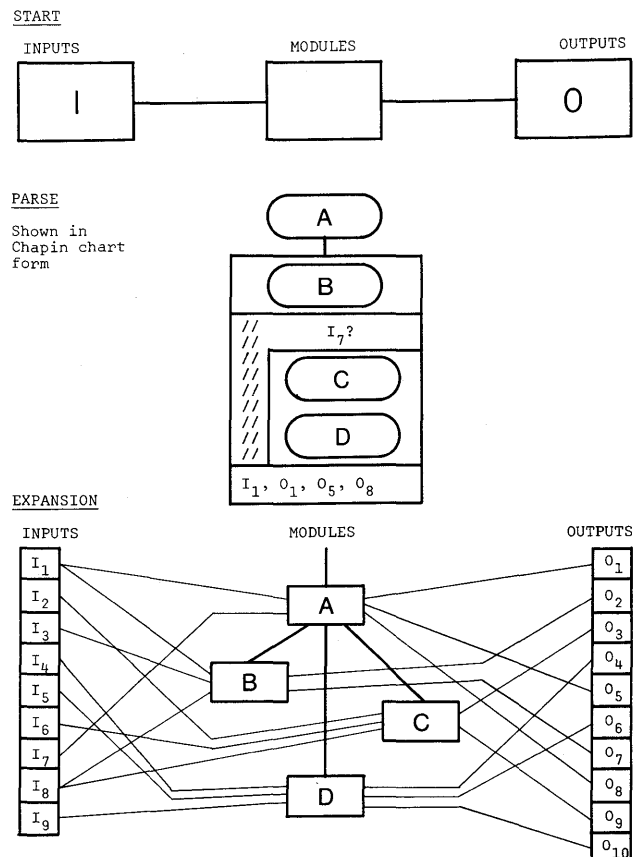 START
INPUTS MODULES OUTPUTS
I O
PARSE
Shown in
Chapin chart
form
A
B
I₇?
C
D
I₁, O₁, O₅, O₈
EXPANSION
INPUTS MODULES OUTPUTS
I₁ O₁
I₂ O₂
A
I₃ O₃
I₄ O₄
B
I₅ O₅
C
I₆ O₆
I₇ O₇
I₈ O₈
D
I₉ O₉
O₁₀